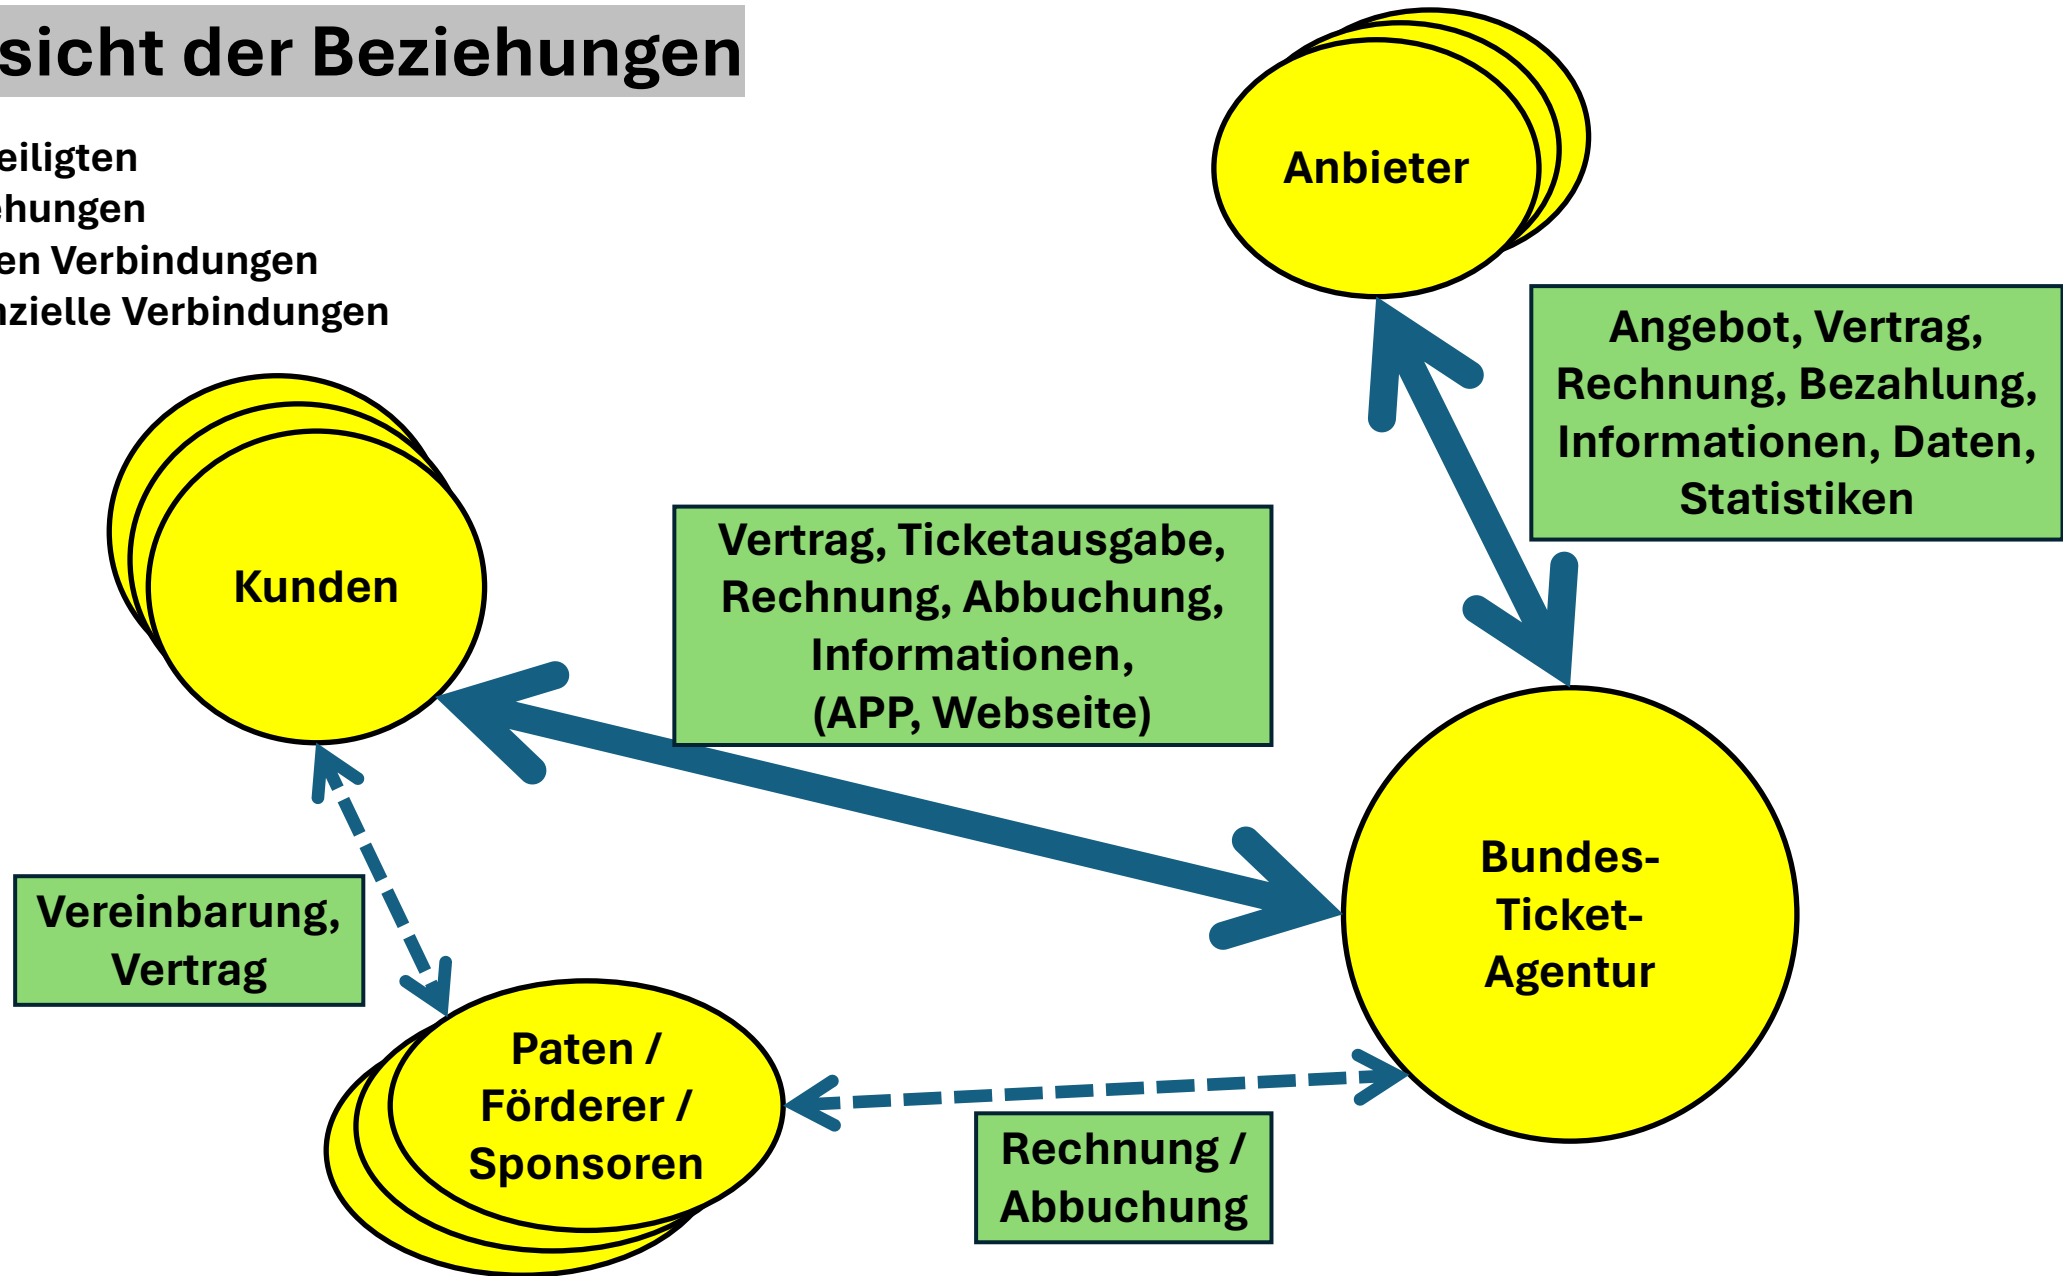 sicht der Beziehungen
eiligten
ehungen
en Verbindungen
nzielle Verbindungen
Anbieter
Angebot, Vertrag,
Rechnung, Bezahlung,
Informationen, Daten,
Statistiken
Kunden
Vertrag, Ticketausgabe,
Rechnung, Abbuchung,
Informationen,
(APP, Webseite)
Bundes-
Ticket-
Agentur
Vereinbarung,
Vertrag
Paten /
Förderer /
Sponsoren
Rechnung /
Abbuchung